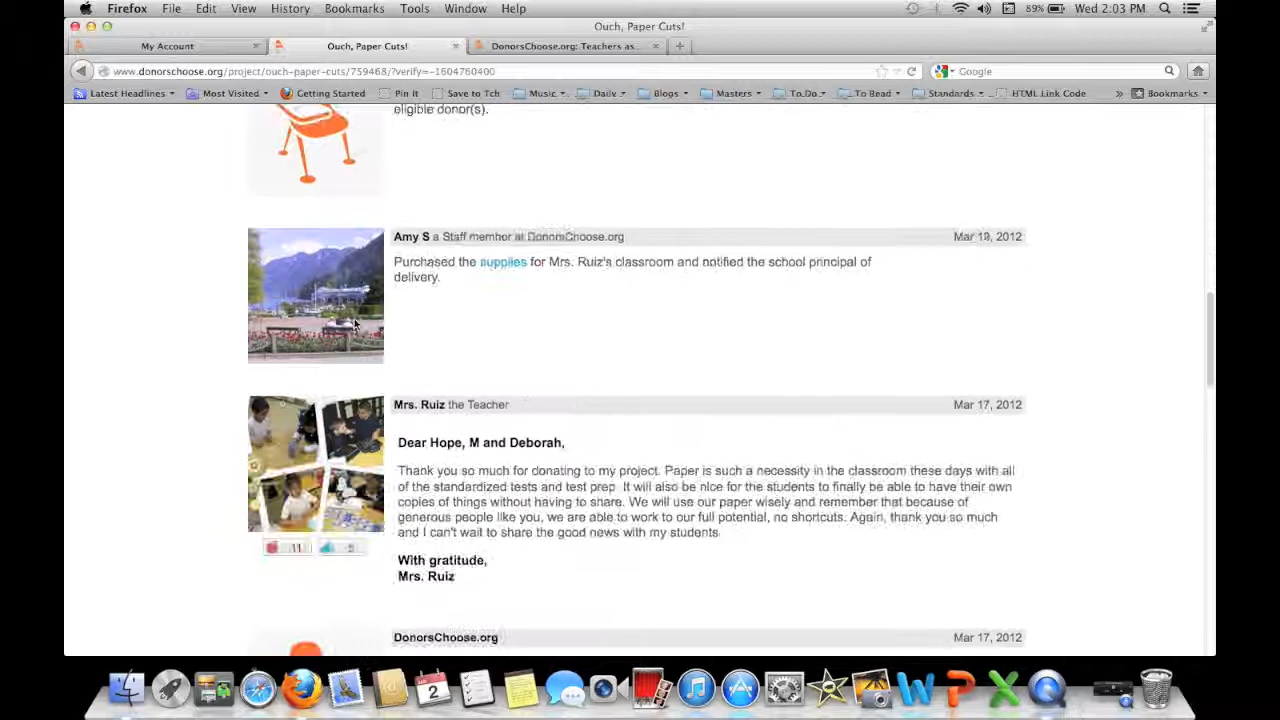 Firefox File Edit View History Bookmarks Tools Window Help 89% Wed 2:03 PM
Ouch, Paper Cuts!
My Account Ouch, Paper Cuts! DonorsChoose.org: Teachers as...
www.donorschoose.org/project/ouch-paper-cuts/759468/?verify=-1604760400 Google
Latest Headlines Most Visited Getting Started Pin It Save to Tch Music Daily Blogs Masters To Do To Read Standards HTML Link Code » Bookmarks
eligible donor(s).
Amy S a Staff member at DonorsChoose.org Mar 19, 2012
Purchased the supplies for Mrs. Ruiz's classroom and notified the school principal of
delivery.
Mrs. Ruiz the Teacher Mar 17, 2012
Dear Hope, M and Deborah,
Thank you so much for donating to my project. Paper is such a necessity in the classroom these days with all
of the standardized tests and test prep. It will also be nice for the students to finally be able to have their own
copies of things without having to share. We will use our paper wisely and remember that because of
generous people like you, we are able to work to our full potential, no shortcuts. Again, thank you so much
and I can't wait to share the good news with my students.
11
With gratitude,
Mrs. Ruiz
DonorsChoose.org Mar 17, 2012
2